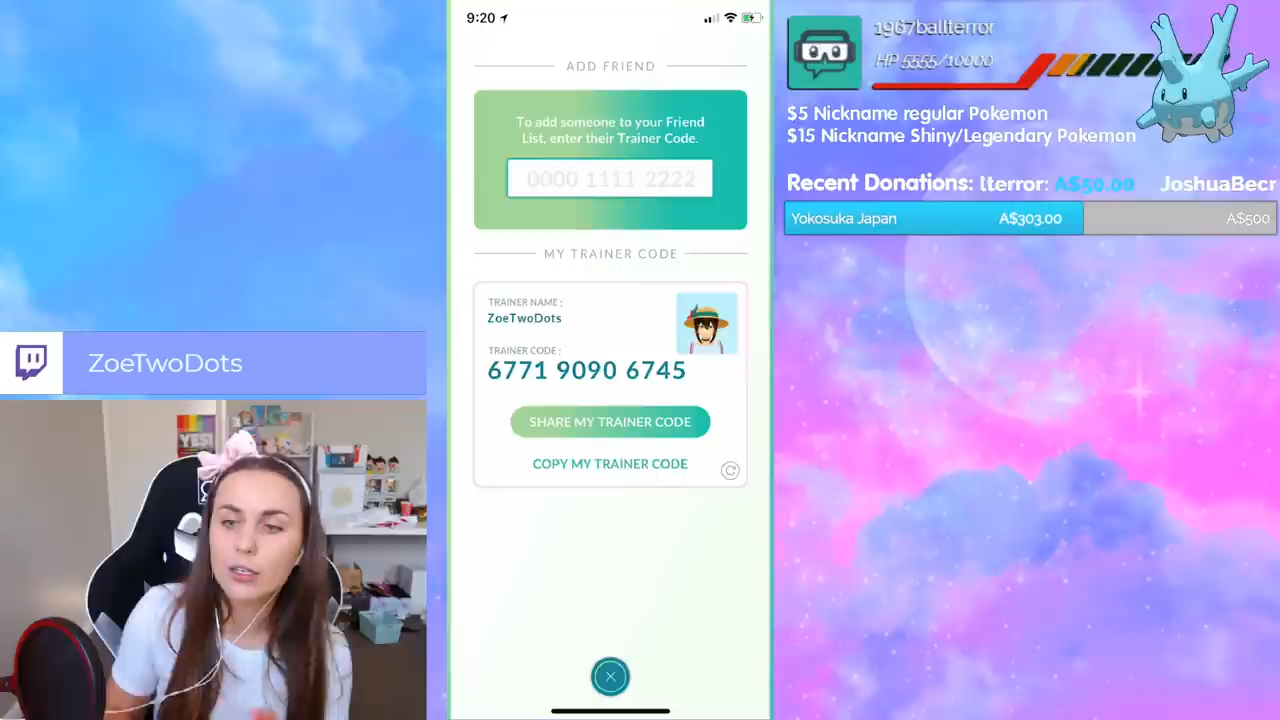 ZoeTwoDots
YES!
9:20
ADD FRIEND
To add someone to your Friend
List, enter their Trainer Code.
0000 1111 2222
MY TRAINER CODE
TRAINER NAME :
ZoeTwoDots
TRAINER CODE :
6771 9090 6745
SHARE MY TRAINER CODE
COPY MY TRAINER CODE
1967ballterror
HP 5555/10000
$5 Nickname regular Pokemon
$15 Nickname Shiny/Legendary Pokemon
Recent Donations: lterror: A$50.00 JoshuaBecr
Yokosuka Japan A$303.00 A$500